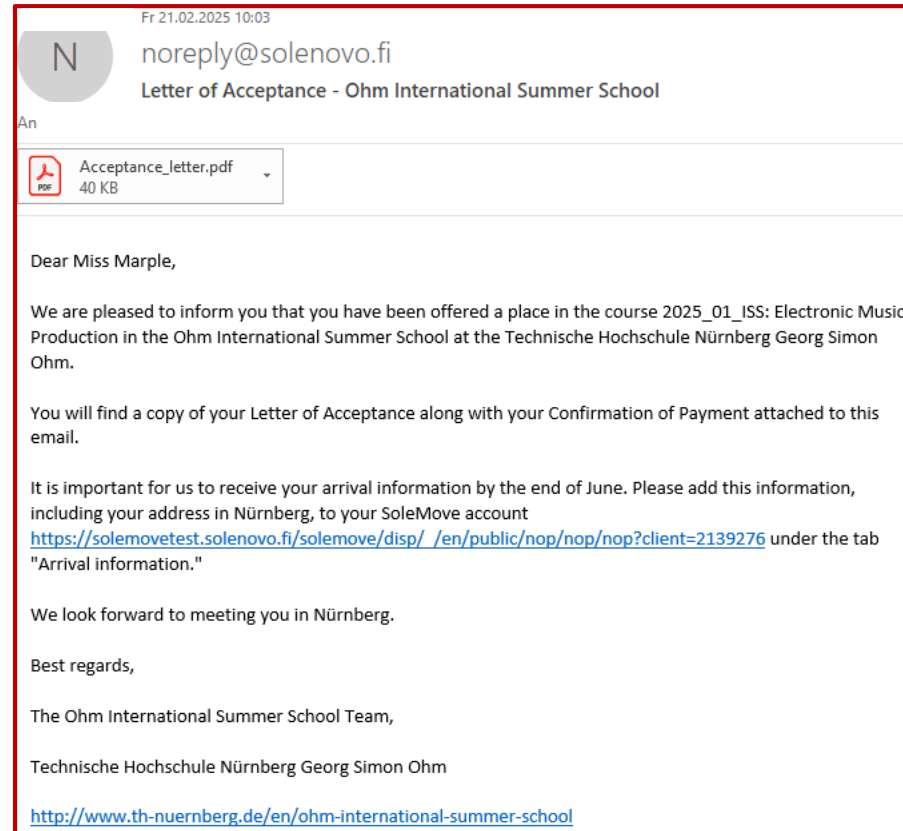 Fr 21.02.2025 10:03
N
noreply@solenovo.fi
Letter of Acceptance - Ohm International Summer School
An
PDF
Acceptance_letter.pdf
40 KB
Dear Miss Marple,
We are pleased to inform you that you have been offered a place in the course 2025_01_ISS: Electronic Music
Production in the Ohm International Summer School at the Technische Hochschule Nürnberg Georg Simon
Ohm.
You will find a copy of your Letter of Acceptance along with your Confirmation of Payment attached to this
email.
It is important for us to receive your arrival information by the end of June. Please add this information,
including your address in Nürnberg, to your SoleMove account
https://solemovetest.solenovo.fi/solemove/disp/_/en/public/nop/nop/nop?client=2139276 under the tab
"Arrival information."
We look forward to meeting you in Nürnberg.
Best regards,
The Ohm International Summer School Team,
Technische Hochschule Nürnberg Georg Simon Ohm
http://www.th-nuernberg.de/en/ohm-international-summer-school